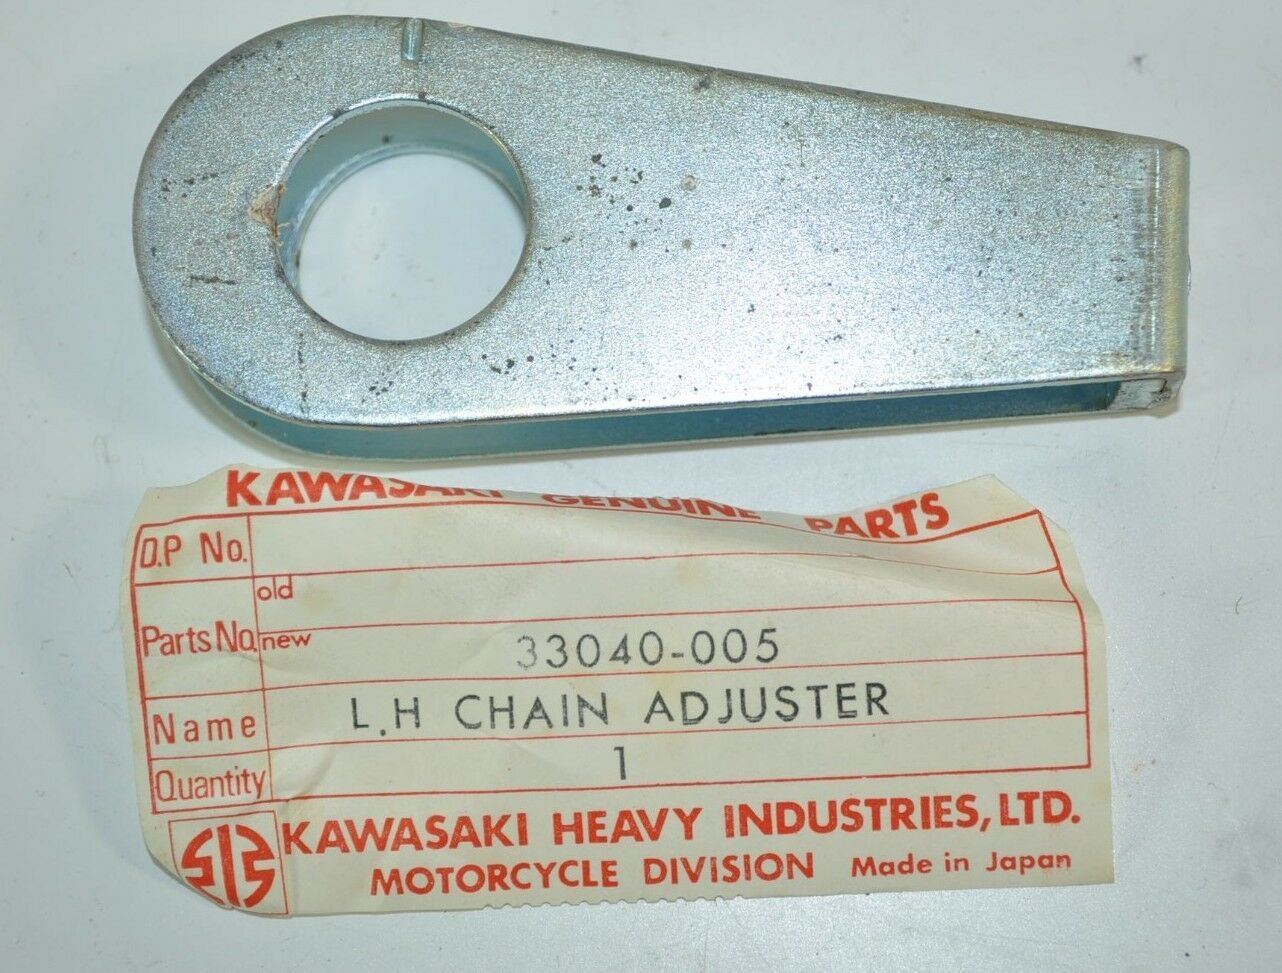 KAWASAKI GENUINE PARTS
D.P No.
old
Parts No. new 33040-005
Name L.H CHAIN ADJUSTER
Quantity 1
KAWASAKI HEAVY INDUSTRIES, LTD.
MOTORCYCLE DIVISION Made in Japan